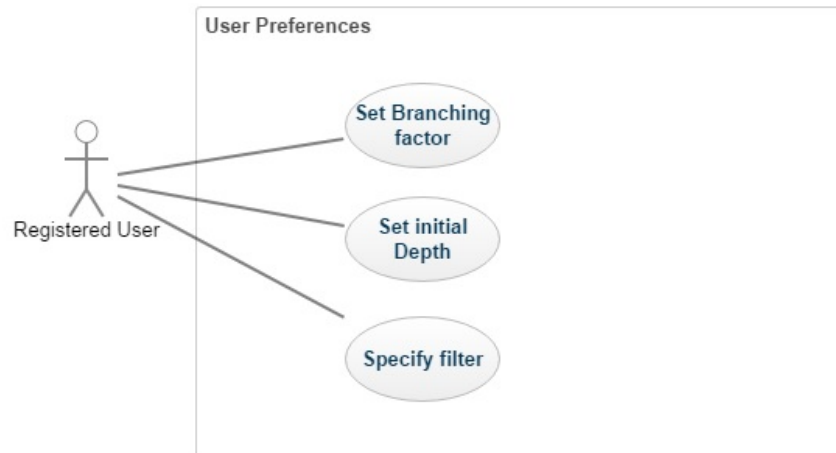 User Preferences
Set Branching
factor
Registered User
Set initial
Depth
Specify filter